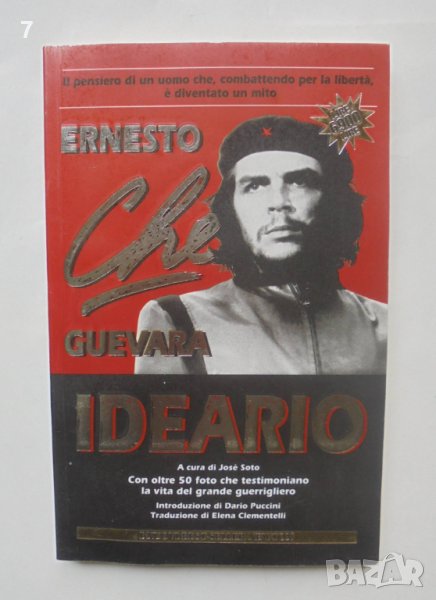 7
Il pensiero di un uomo che, combattendo per la libertà,
è diventato un mito
ERNESTO
Che
GUEVARA
IDEARIO
A cura di José Soto
Con oltre 50 foto che testimoniano
la vita del grande guerrigliero
Introduzione di Dario Puccini
Traduzione di Elena Clementelli
BAZAR.bg